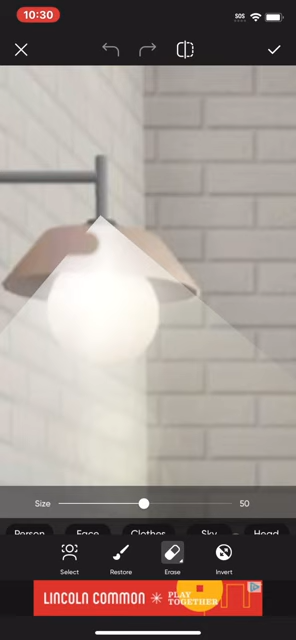 10:30
SOS
Size
50
Person
Face
Clothes
Sky
Head
Select
Restore
Erase
Invert
LINCOLN COMMON
PLAY
TOGETHER